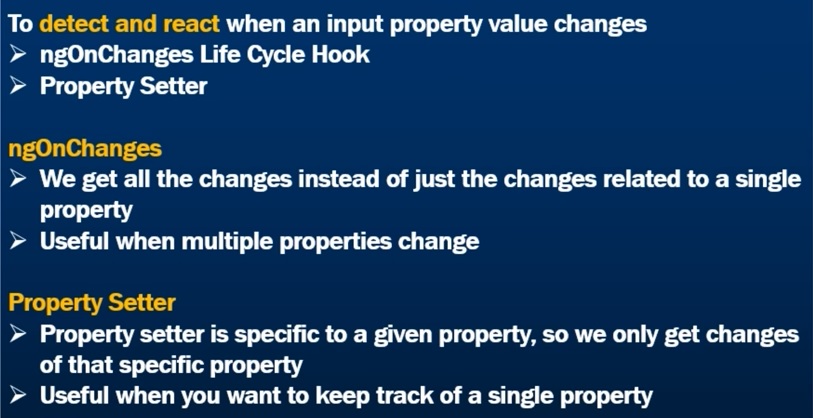 To detect and react when an input property value changes
➤ ngOnChanges Life Cycle Hook
➤ Property Setter
ngOnChanges
➤ We get all the changes instead of just the changes related to a single
property
➤ Useful when multiple properties change
Property Setter
➤ Property setter is specific to a given property, so we only get changes
of that specific property
➤ Useful when you want to keep track of a single property